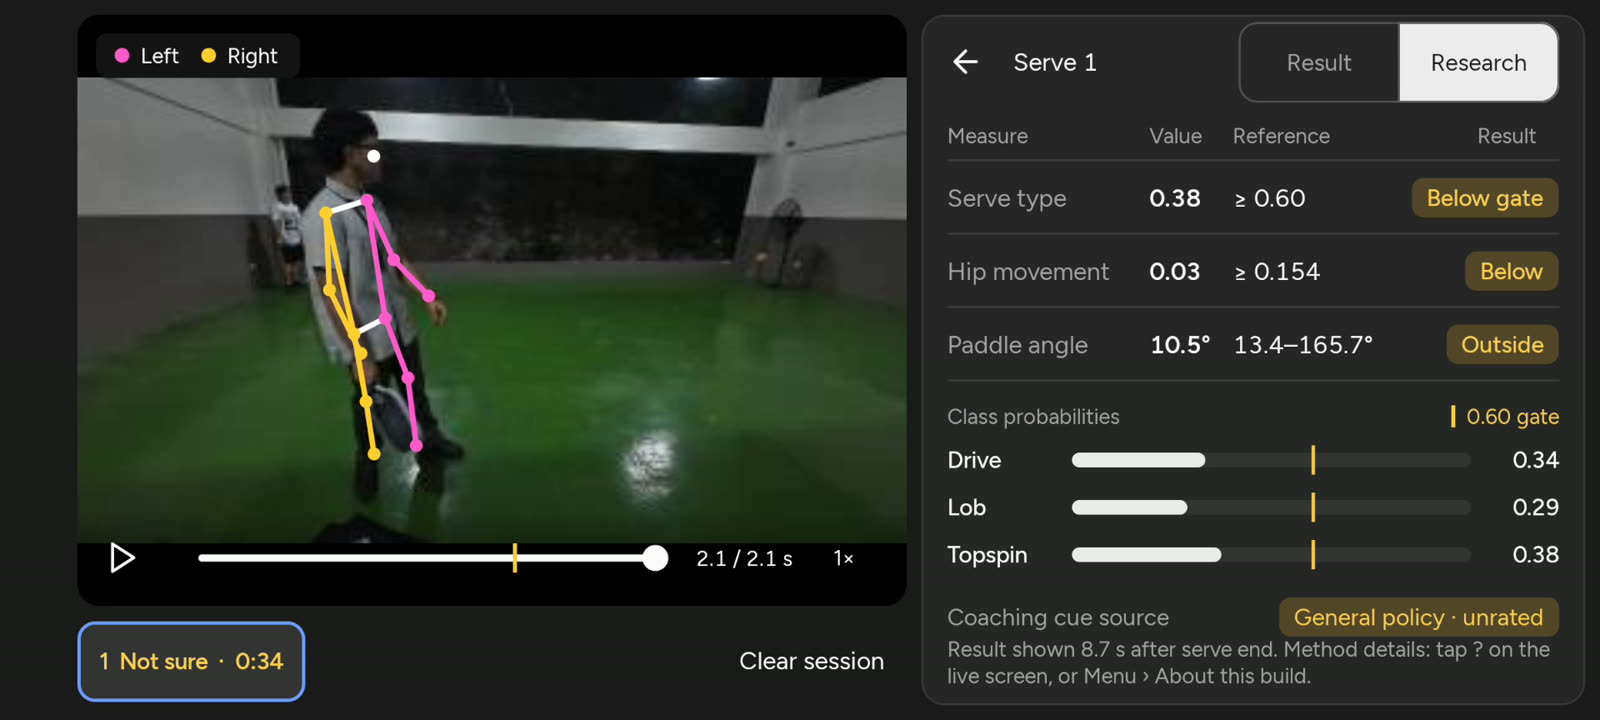 Left Right
2.1 / 2.1 s 1×
1 Not sure · 0:34
Clear session
Serve 1
Result Research
Measure Value Reference Result
Serve type 0.38 ≥ 0.60 Below gate
Hip movement 0.03 ≥ 0.154 Below
Paddle angle 10.5° 13.4–165.7° Outside
Class probabilities 0.60 gate
Drive 0.34
Lob 0.29
Topspin 0.38
Coaching cue source General policy · unrated
Result shown 8.7 s after serve end. Method details: tap ? on the
live screen, or Menu › About this build.